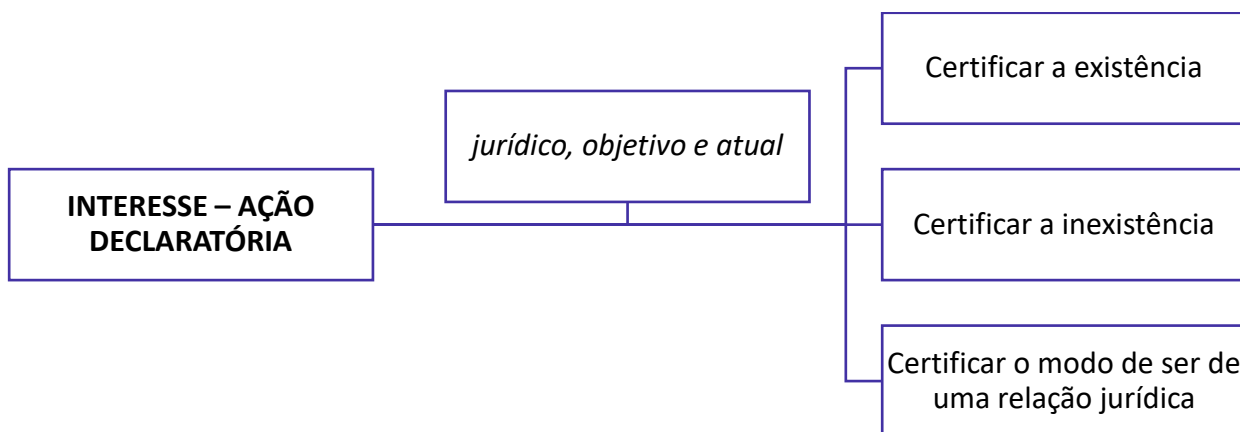 INTERESSE – AÇÃO
DECLARATÓRIA
jurídico, objetivo e atual
Certificar a existência
Certificar a inexistência
Certificar o modo de ser de
uma relação jurídica